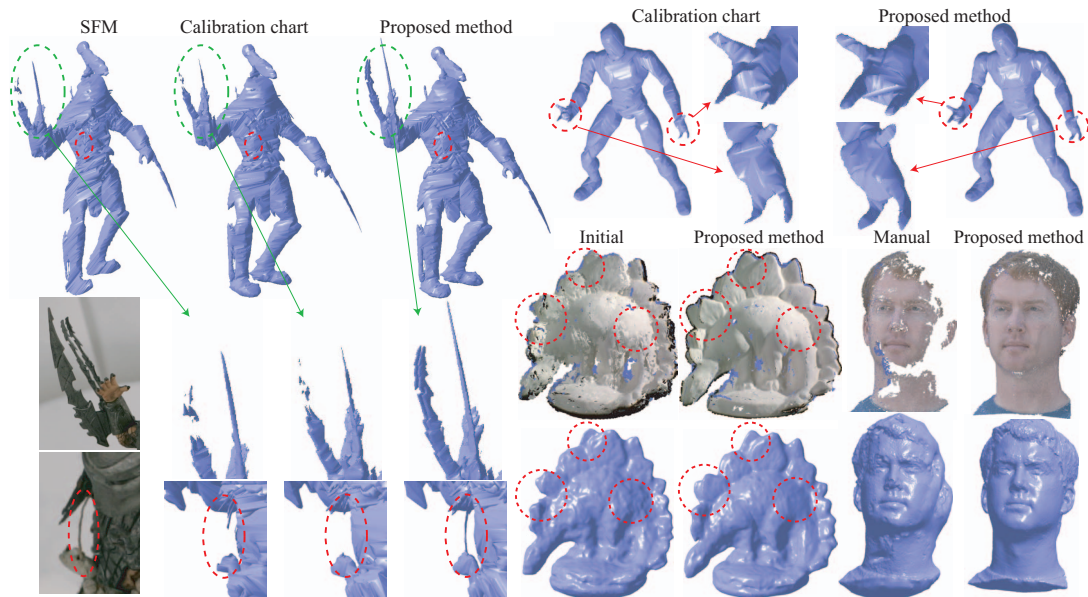 SFM
Calibration chart
Proposed method
Calibration chart
Proposed method
Initial
Proposed method
Manual
Proposed method